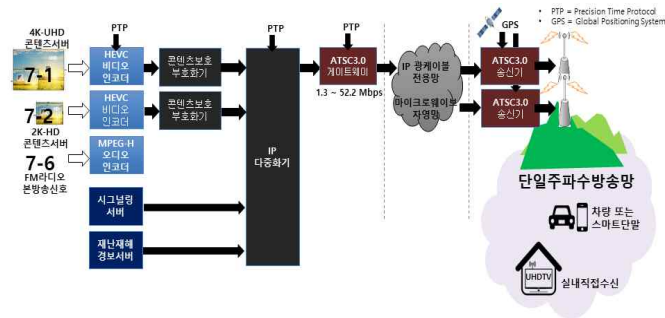 4K-UHD
콘텐츠서버
7-1
7-2
2K-HD
콘텐츠서버
7-6
FM라디오
본방송신호
PTP
HEVC
비디오
인코더
HEVC
비디오
인코더
MPEG-H
오디오
인코더
시그널링
서버
재난재해
경보서버
콘텐츠보호
부호화기
콘텐츠보호
부호화기
PTP
IP
다중화기
PTP
ATSC3.0
게이트웨이
1.3 ~ 52.2 Mbps
IP 광케이블
전용망
마이크로웨이브
자영망
GPS
ATSC3.0
송신기
ATSC3.0
송신기
• PTP = Precision Time Protocol
• GPS = Global Positioning System
단일주파수방송망
차량 또는
스마트단말
UHDTV
실내직접수신